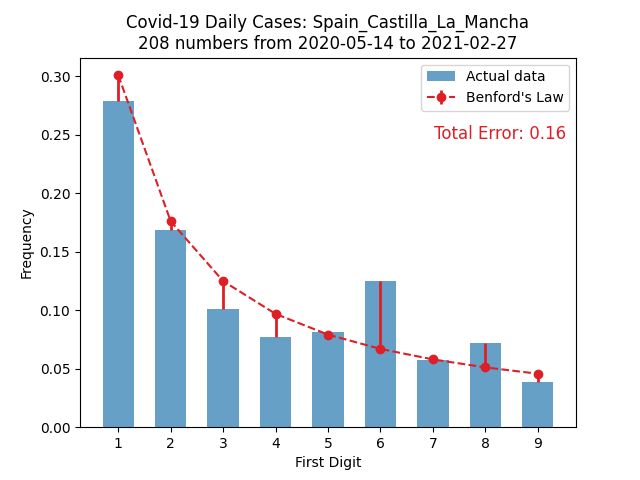 Covid-19 Daily Cases: Spain_Castilla_La_Mancha
208 numbers from 2020-05-14 to 2021-02-27
Actual data
Benford's Law
Total Error: 0.16
Frequency
0.30
0.25
0.20
0.15
0.10
0.05
0.00
1 2 3 4 5 6 7 8 9
First Digit